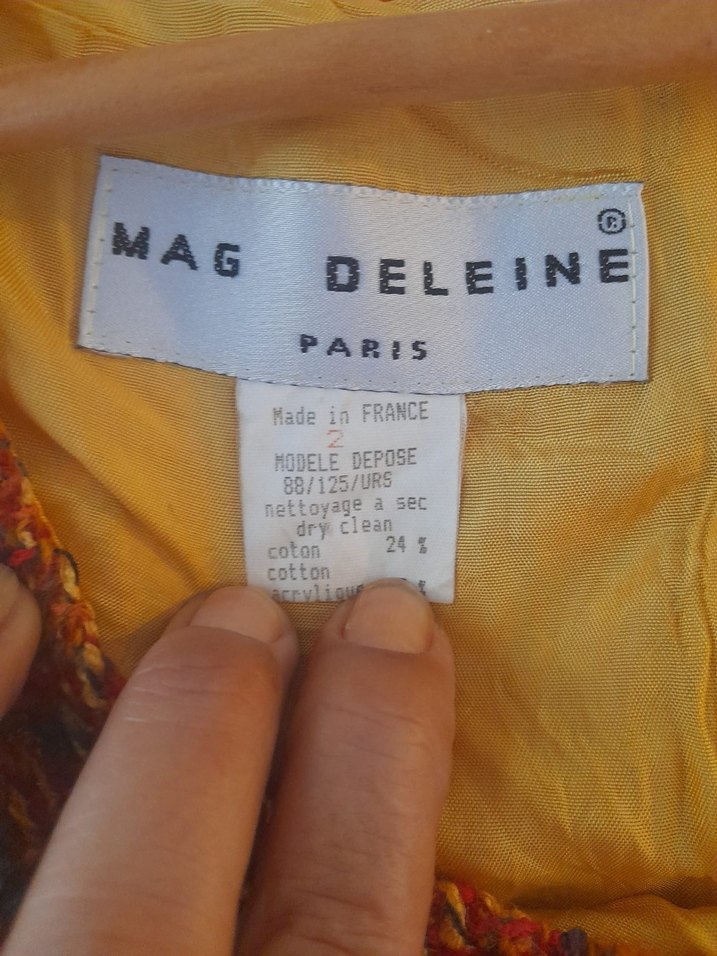 MAG DELEINE ®
PARIS
Made in FRANCE
2
MODELE DEPOSE
88/125/URS
nettoyage a sec
dry clean
coton 24 %
cotton
acrylique %